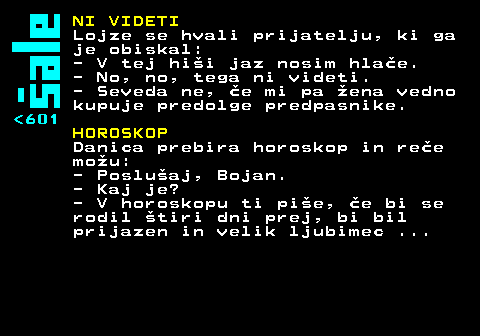 šale
<601
NI VIDETI
Lojze se hvali prijatelju, ki ga
je obiskal:
- V tej hiši jaz nosim hlače.
- No, no, tega ni videti.
- Seveda ne, če mi pa žena vedno
kupuje predolge predpasnike.
HOROSKOP
Danica prebira horoskop in reče
možu:
- Poslušaj, Bojan.
- Kaj je?
- V horoskopu ti piše, če bi se
rodil štiri dni prej, bi bil
prijazen in velik ljubimec ...